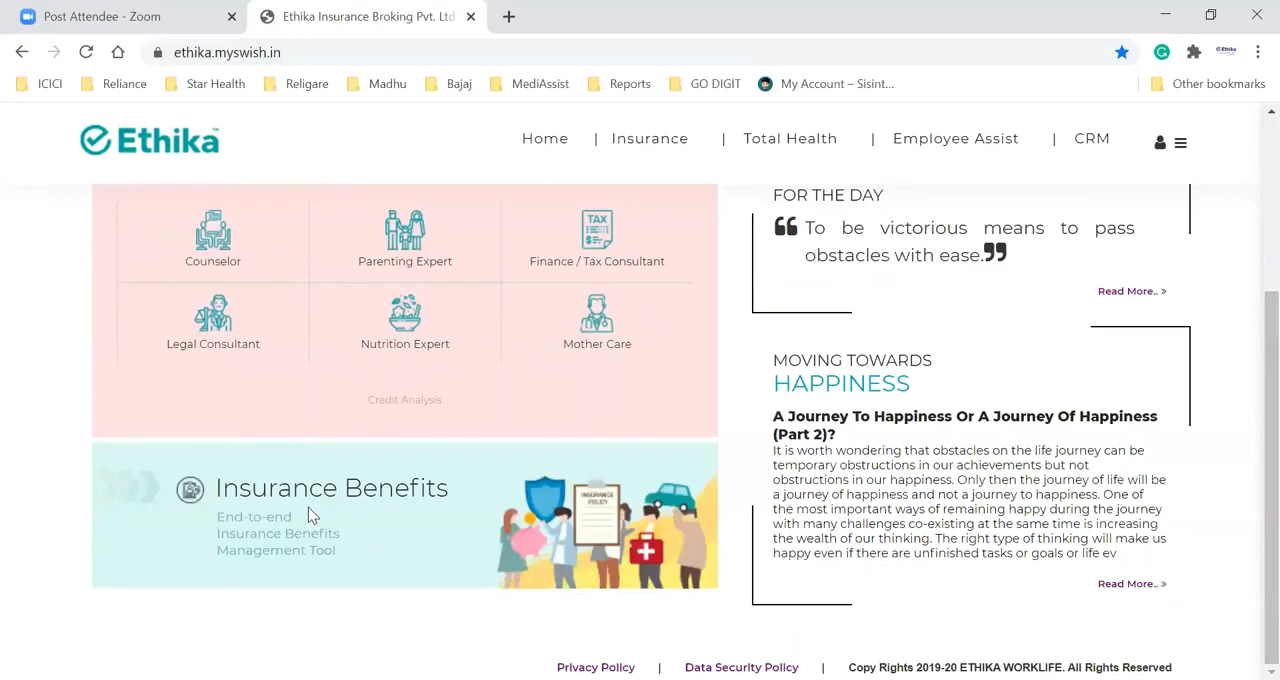 Post Attendee - Zoom
Ethika Insurance Broking Pvt. Ltd
ethika.myswish.in
ICICI
Reliance
Star Health
Religare
Madhu
Bajaj
MediAssist
Reports
GO DIGIT
My Account – Sisint...
Other bookmarks
Ethika™
Home | Insurance | Total Health | Employee Assist | CRM
Counselor
Parenting Expert
Finance / Tax Consultant
TAX
Legal Consultant
Nutrition Expert
Mother Care
Credit Analysis
Insurance Benefits
End-to-end
Insurance Benefits
Management Tool
INSURANCE
POLICY
FOR THE DAY
“ To be victorious means to pass
obstacles with ease.”
Read More.. »
MOVING TOWARDS
HAPPINESS
A Journey To Happiness Or A Journey Of Happiness
(Part 2)?
It is worth wondering that obstacles on the life journey can be
temporary obstructions in our achievements but not
obstructions in our happiness. Only then the journey of life will be
a journey of happiness and not a journey to happiness. One of
the most important ways of remaining happy during the journey
with many challenges co-existing at the same time is increasing
the wealth of our thinking. The right type of thinking will make us
happy even if there are unfinished tasks or goals or life ev
Read More.. »
Privacy Policy | Data Security Policy | Copy Rights 2019-20 ETHIKA WORKLIFE. All Rights Reserved